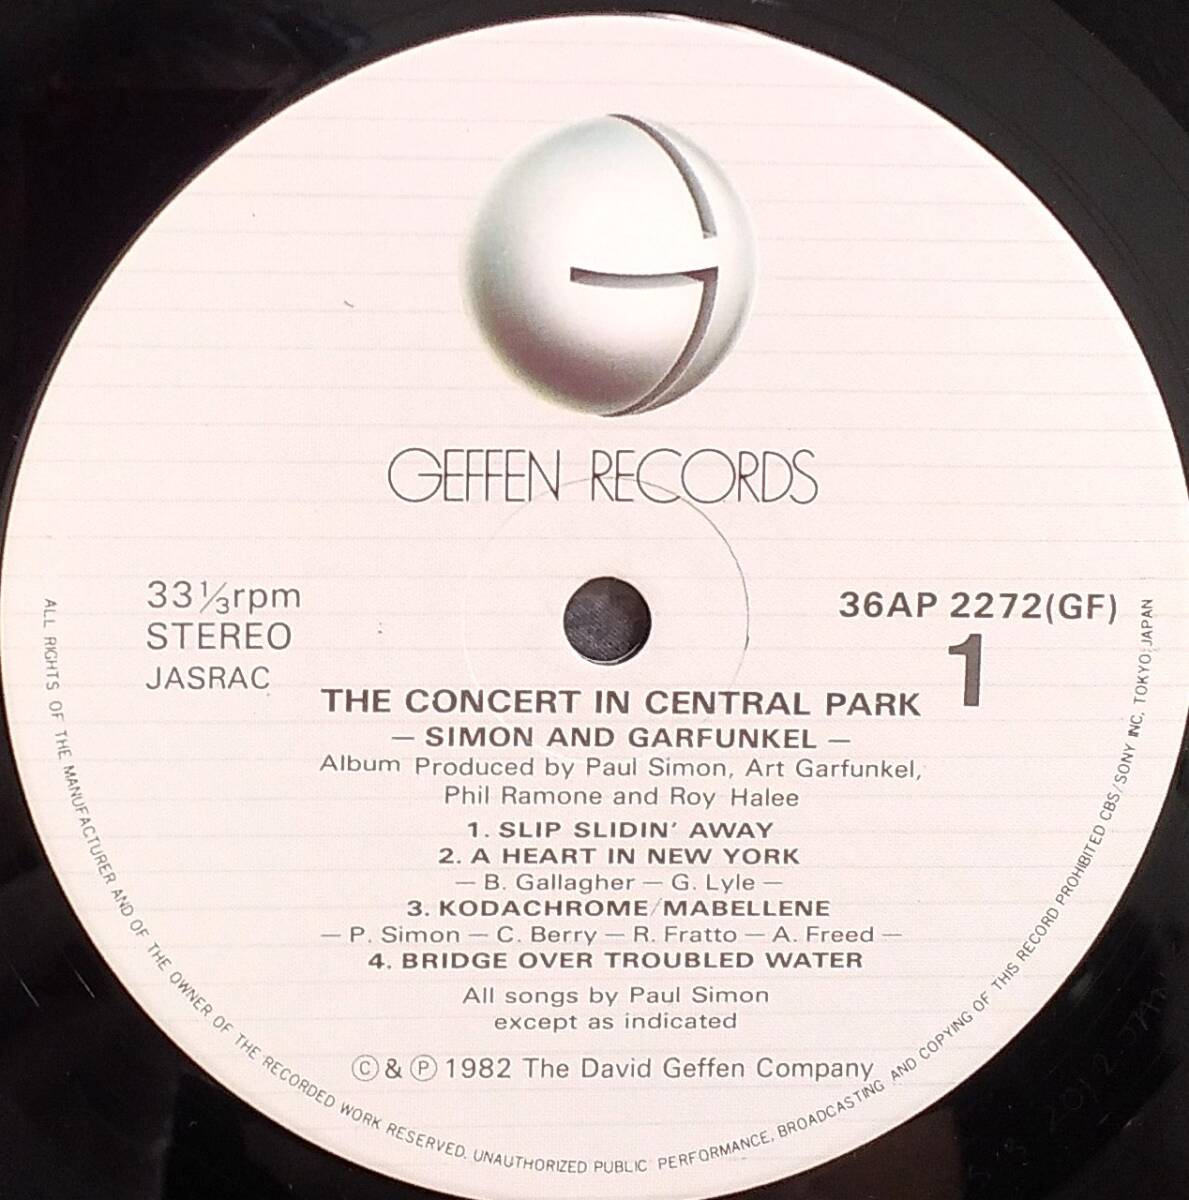 GEFFEN RECORDS
33⅓rpm
STEREO
JASRAC
36AP 2272(GF)
1
THE CONCERT IN CENTRAL PARK
— SIMON AND GARFUNKEL —
Album Produced by Paul Simon, Art Garfunkel,
Phil Ramone and Roy Halee
1. SLIP SLIDIN' AWAY
2. A HEART IN NEW YORK
— B. Gallagher — G. Lyle —
3. KODACHROME/MABELLENE
— P. Simon — C. Berry — R. Fratto — A. Freed —
4. BRIDGE OVER TROUBLED WATER
All songs by Paul Simon
except as indicated
Ⓒ & Ⓟ 1982 The David Geffen Company
ALL RIGHTS OF THE MANUFACTURER AND OF THE OWNER OF THE RECORDED WORK RESERVED. UNAUTHORIZED PUBLIC PERFORMANCE, BROADCASTING AND COPYING OF THIS RECORD PROHIBITED CBS/SONY INC. TOKYO, JAPAN